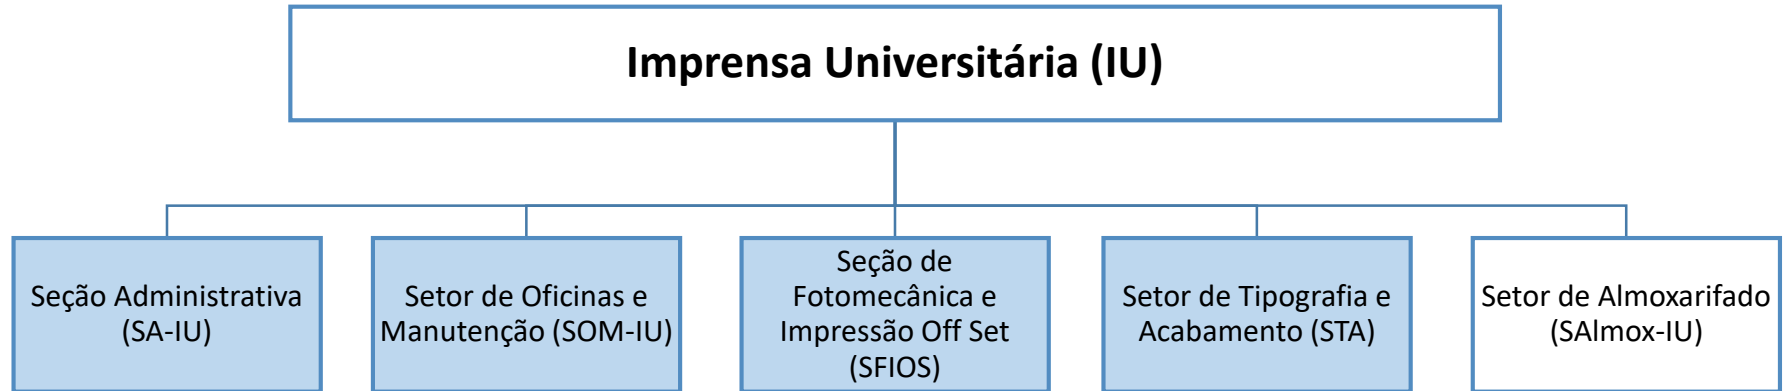 Imprensa Universitária (IU)
Seção Administrativa
(SA-IU)
Setor de Oficinas e
Manutenção (SOM-IU)
Seção de
Fotomecânica e
Impressão Off Set
(SFIOS)
Setor de Tipografia e
Acabamento (STA)
Setor de Almoxarifado
(SAlmox-IU)